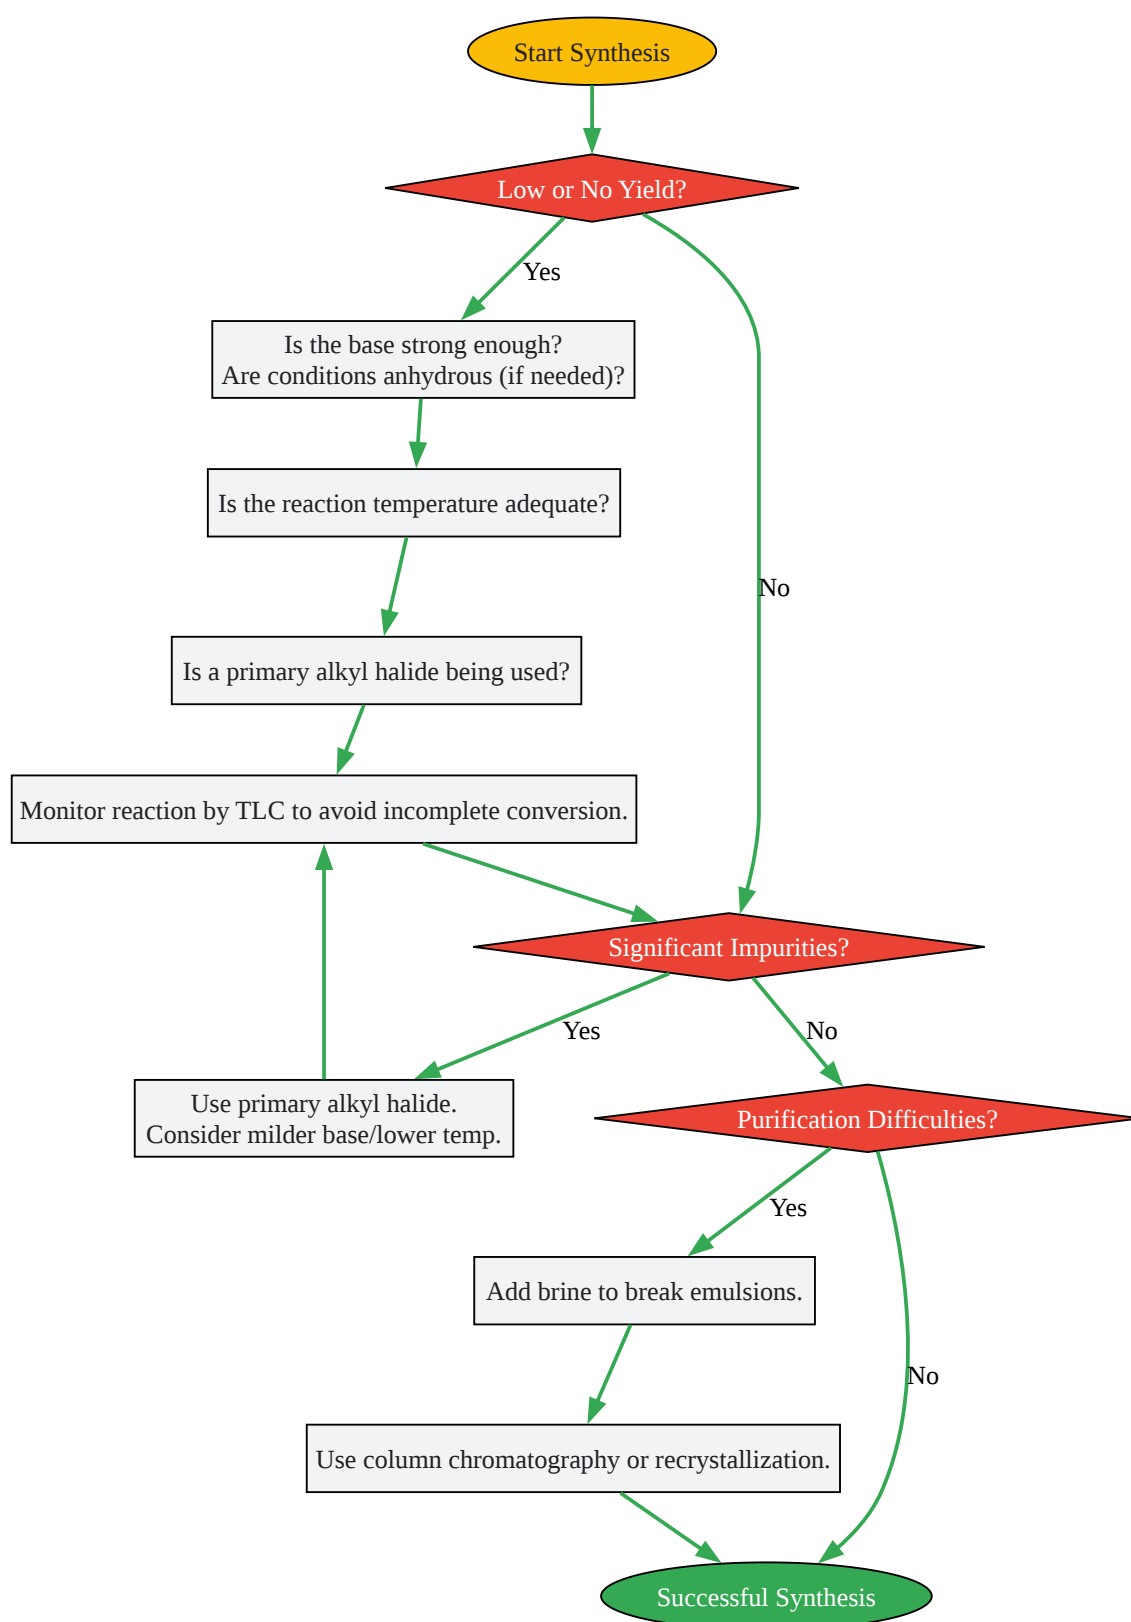 Start Synthesis
Low or No Yield?
Yes
Is the base strong enough?
Are conditions anhydrous (if needed)?
Is the reaction temperature adequate?
No
Is a primary alkyl halide being used?
Monitor reaction by TLC to avoid incomplete conversion.
Significant Impurities?
Yes
No
Use primary alkyl halide.
Consider milder base/lower temp.
Purification Difficulties?
Yes
Add brine to break emulsions.
No
Use column chromatography or recrystallization.
Successful Synthesis